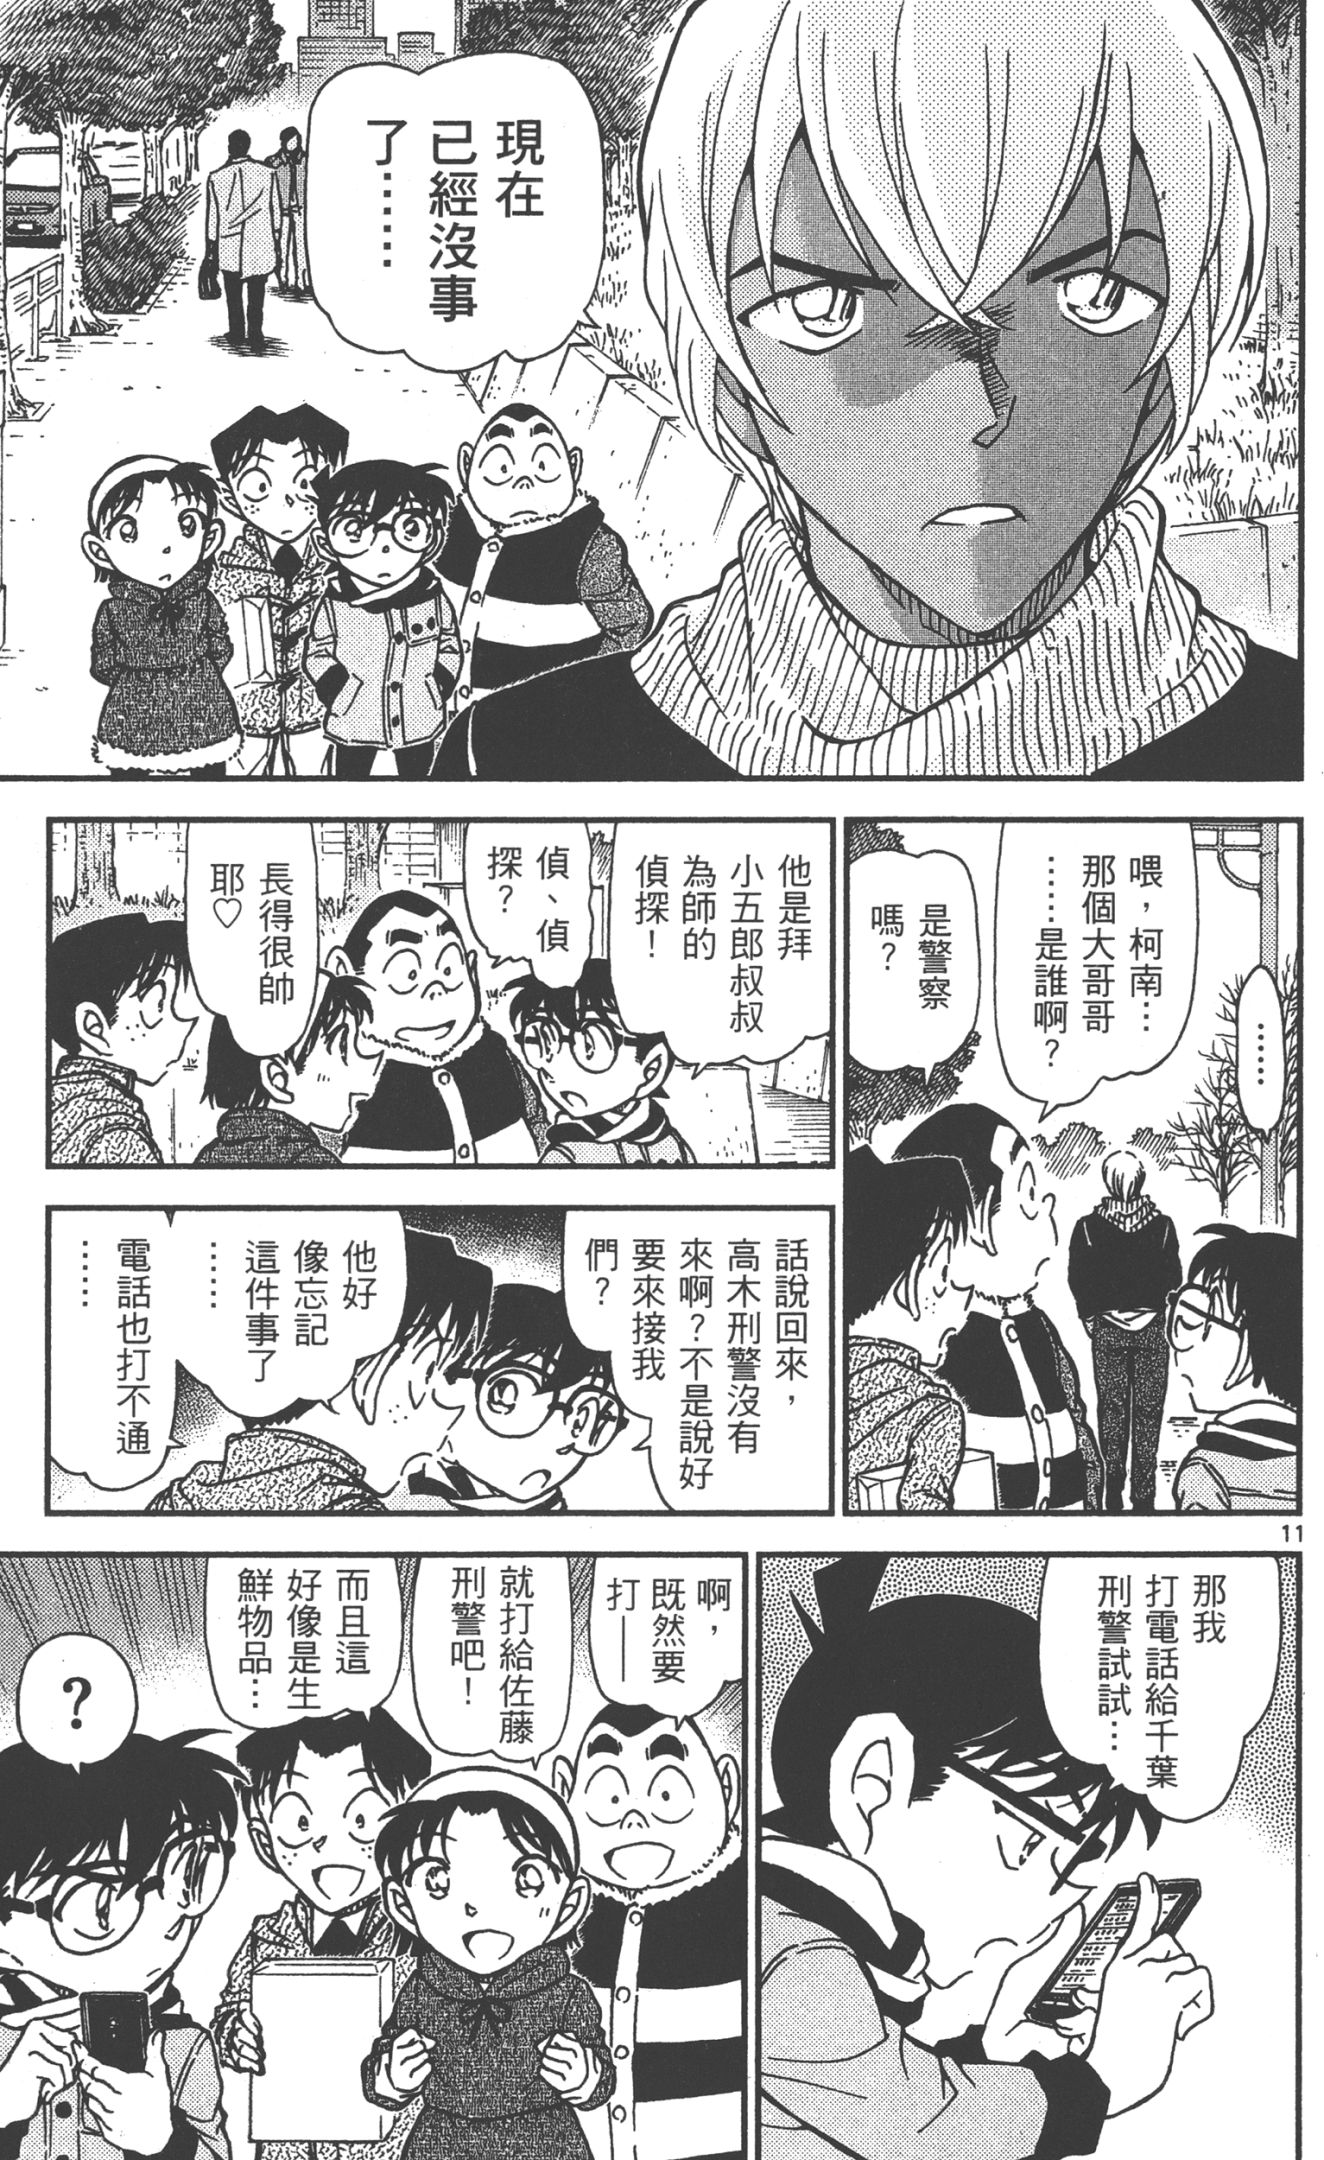 現在
已經沒事
了⋯⋯⋯
⋯⋯
喂，柯南⋯
那個大哥哥
⋯⋯是誰啊？
是警察
嗎？
他是拜
小五郎叔叔
為師的
偵探！
偵、偵
探？
長得很帥
耶♡
話說回來，
高木刑警沒有
來啊？不是說好
要來接我
們？
他好
像忘記
這件事了
⋯⋯
電話也打不通
⋯⋯
11
那我
打電話給千葉
刑警試試⋯
啊，
既然要
打——
就打給佐藤
刑警吧！
而且這
好像是生
鮮物品⋯
？